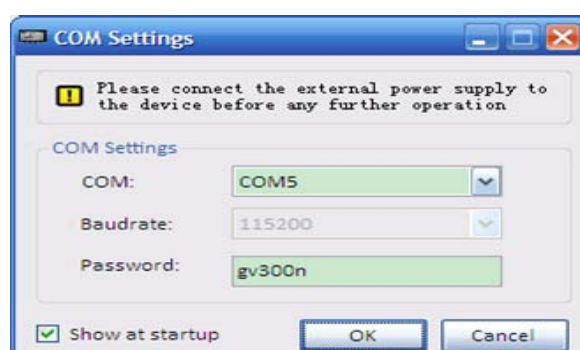 COM Settings
Please connect the external power supply to
the device before any further operation
COM Settings
COM: COM5
Baudrate: 115200
Password: gv300n
Show at startup OK Cancel